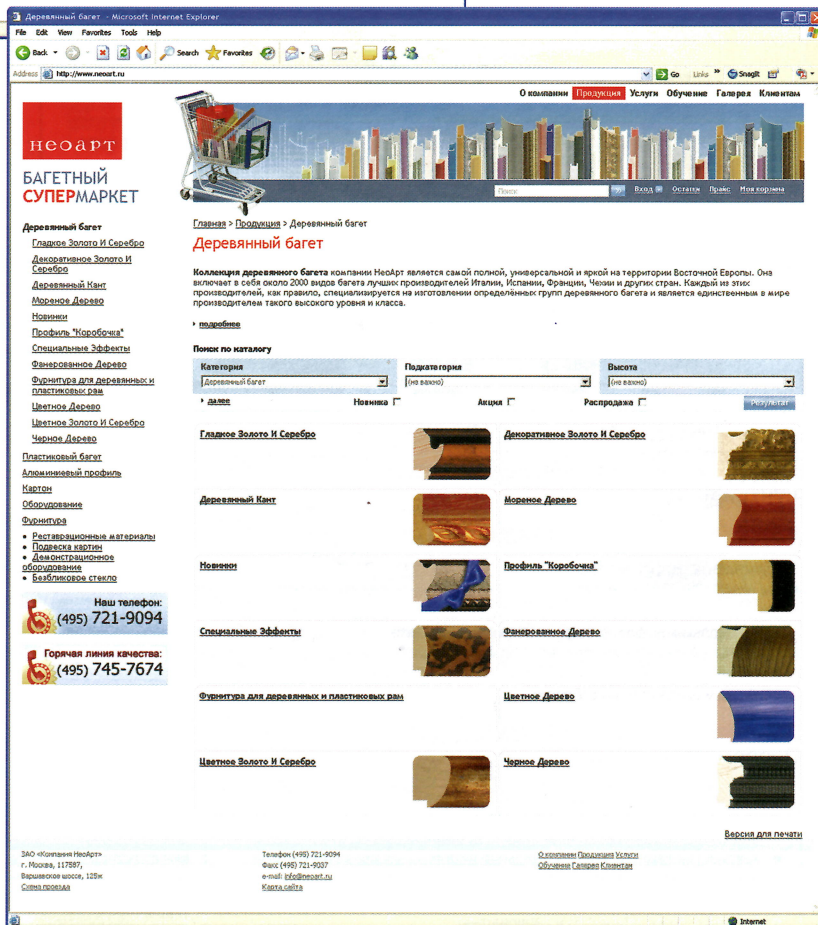 Деревянный багет - Microsoft Internet Explorer
File Edit View Favorites Tools Help
Back Search Favorites
Address http://www.neoart.ru Go Links SnagIt
О компании Продукция Услуги Обучение Галерея Клиентам
неоарт
БАГЕТНЫЙ
СУПЕРМАРКЕТ
Поиск Вход Остатки Прайс Моя корзина
Деревянный багет
Гладкое Золото И Серебро
Декоративное Золото И
Серебро
Деревянный Кант
Мореное Дерево
Новинки
Профиль "Коробочка"
Специальные Эффекты
Фанерованное Дерево
Фурнитура для деревянных и
пластиковых рам
Цветное Дерево
Цветное Золото И Серебро
Черное Дерево
Пластиковый багет
Алюминиевый профиль
Картон
Оборудование
Фурнитура
• Реставрационные материалы
• Подвеска картин
• Демонстрационное
оборудование
• Безбликовое стекло
Наш телефон:
(495) 721-9094
Горячая линия качества:
(495) 745-7674
Главная > Продукция > Деревянный багет
Деревянный багет
Коллекция деревянного багета компании НеоАрт является самой полной, универсальной и яркой на территории Восточной Европы. Она
включает в себя около 2000 видов багета лучших производителей Италии, Испании, Франции, Чехии и других стран. Каждый из этих
производителей, как правило, специализируется на изготовлении определённых групп деревянного багета и является единственным в мире
производителем такого высокого уровня и класса.
подробнее
Поиск по каталогу
Категория Подкатегория Высота
Деревянный багет (не важно) (не важно)
далее Новинка Акция Распродажа Результат
Гладкое Золото И Серебро Декоративное Золото И Серебро
Деревянный Кант Мореное Дерево
Новинки Профиль "Коробочка"
Специальные Эффекты Фанерованное Дерево
Фурнитура для деревянных и пластиковых рам Цветное Дерево
Цветное Золото И Серебро Черное Дерево
Версия для печати
ЗАО «Компания НеоАрт»
г. Москва, 117587,
Варшавское шоссе, 125ж
Схема проезда
Телефон (495) 721-9094
Факс (495) 721-9037
e-mail: info@neoart.ru
Карта сайта
О компании Продукция Услуги
Обучение Галерея Клиентам
Internet